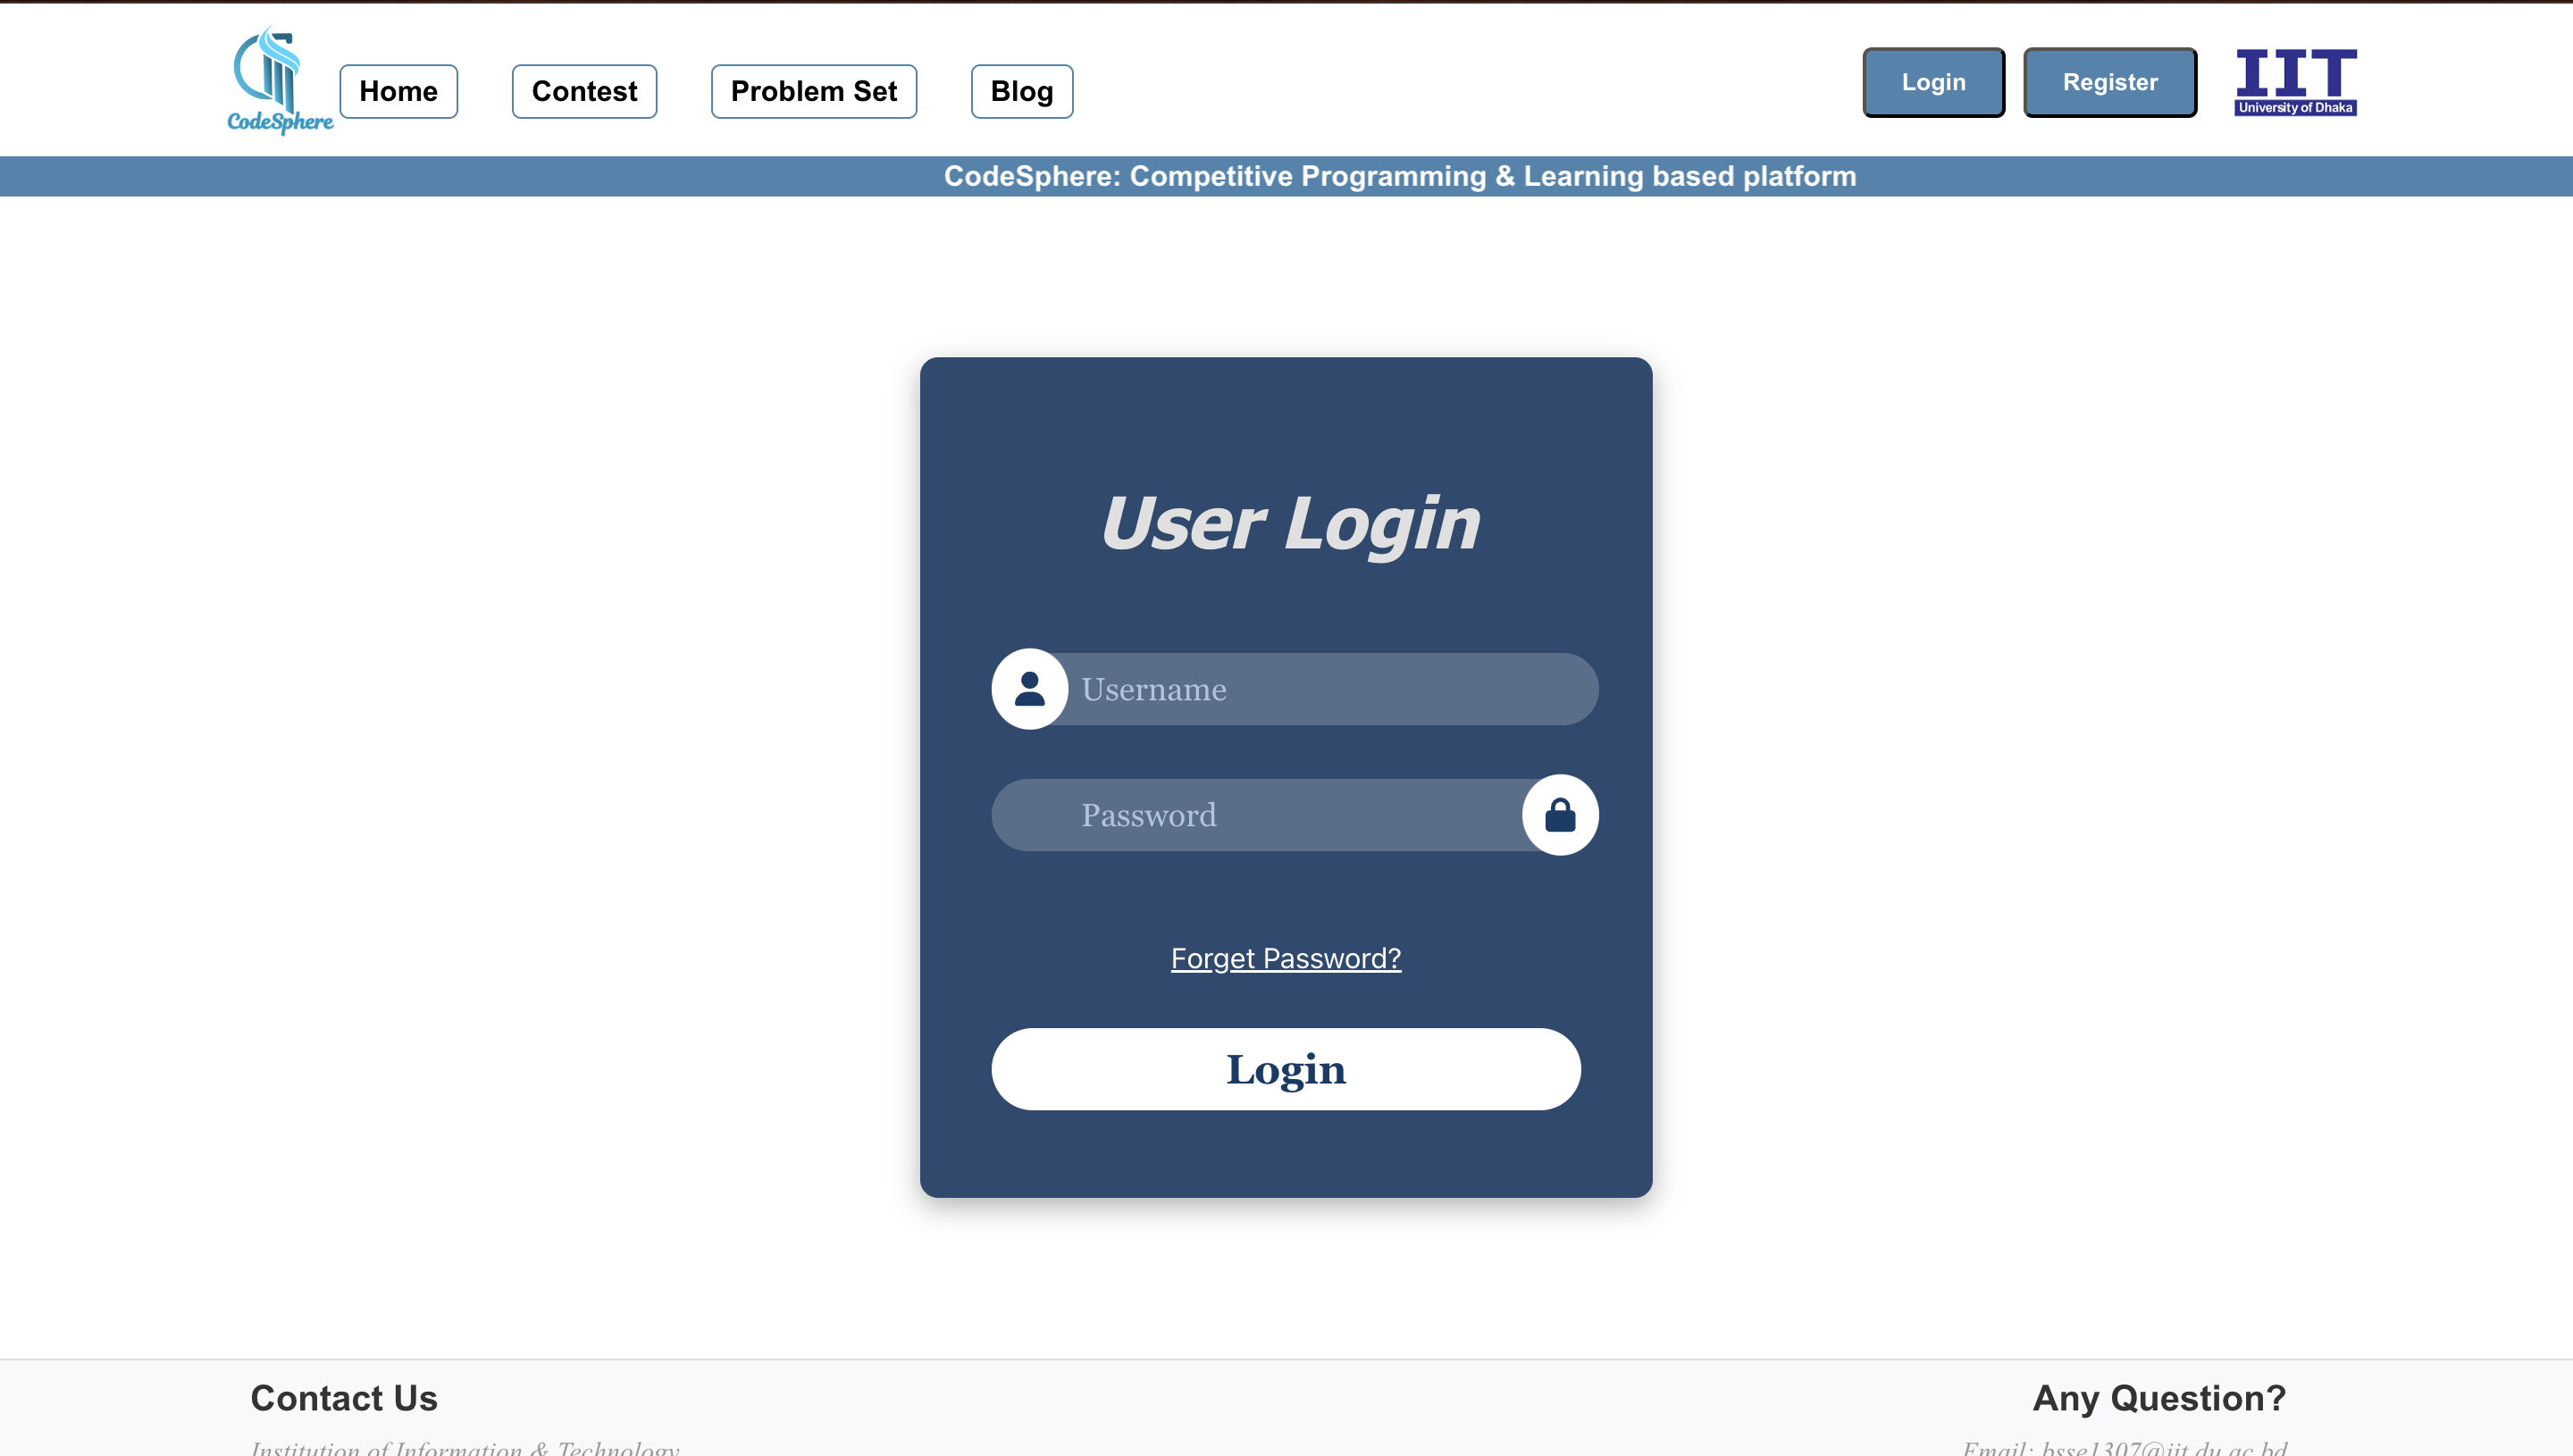 CodeSphere
Home
Contest
Problem Set
Blog
Login
Register
IIT
University of Dhaka
CodeSphere: Competitive Programming & Learning based platform
User Login
Username
Password
Forget Password?
Login
Contact Us
Any Question?
Institution of Information & Technology
Email: bsse1307@iit.du.ac.bd